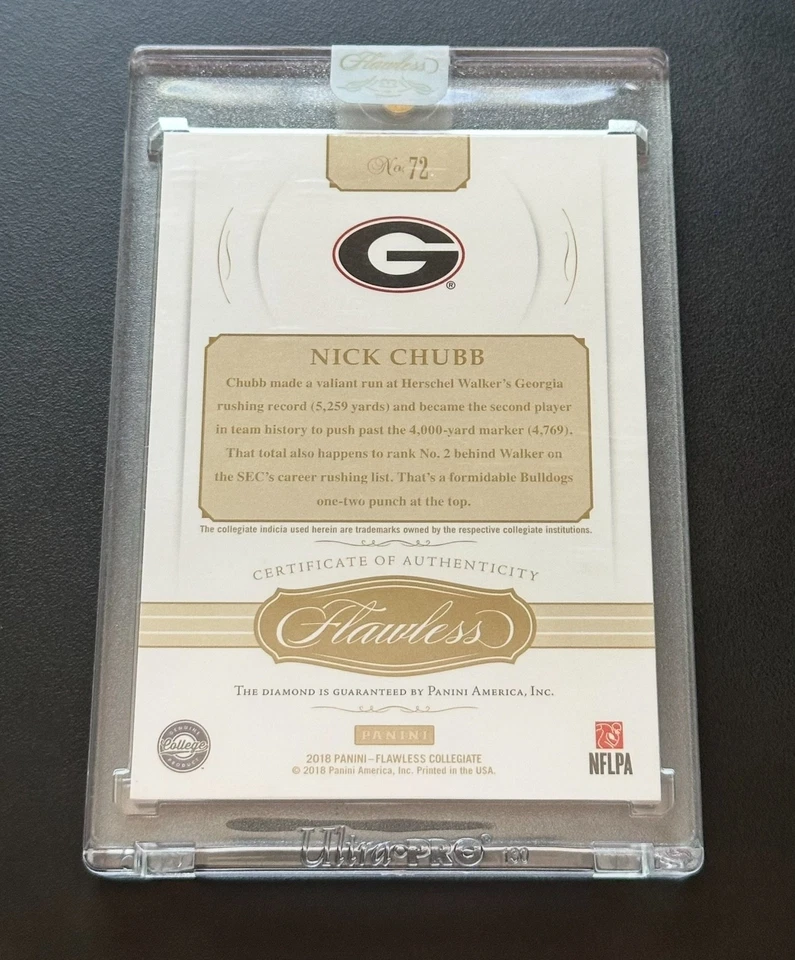 Flawless
No. 72
G
®
NICK CHUBB
Chubb made a valiant run at Herschel Walker's Georgia
rushing record (5,259 yards) and became the second player
in team history to push past the 4,000-yard marker (4,769).
That total also happens to rank No. 2 behind Walker on
the SEC's career rushing list. That's a formidable Bulldogs
one-two punch at the top.
The collegiate indicia used herein are trademarks owned by the respective collegiate institutions.
CERTIFICATE OF AUTHENTICITY
Flawless
THE DIAMOND IS GUARANTEED BY PANINI AMERICA, INC.
PANINI
GENUINE
College
PRODUCT
2018 PANINI–FLAWLESS COLLEGIATE
© 2018 Panini America, Inc. Printed in the USA.
NFLPA
Ultra•PRO®